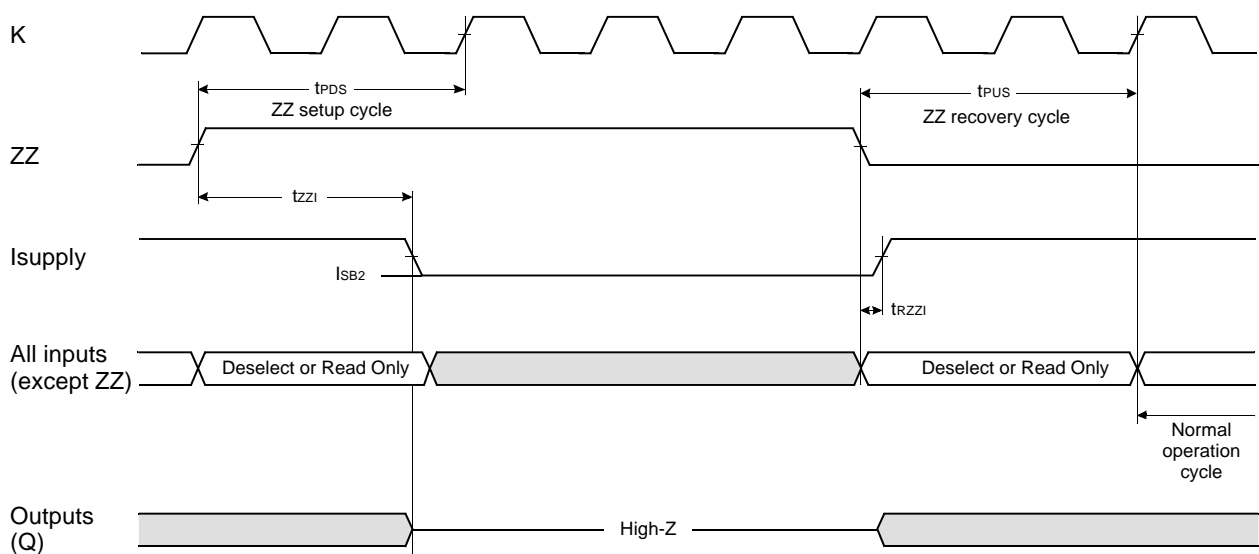 K
tPDS
ZZ setup cycle
tPUS
ZZ recovery cycle
ZZ
tZZI
Isupply
ISB2
tRZZI
All inputs
(except ZZ)
Deselect or Read Only
Deselect or Read Only
Normal
operation
cycle
Outputs
(Q)
High-Z